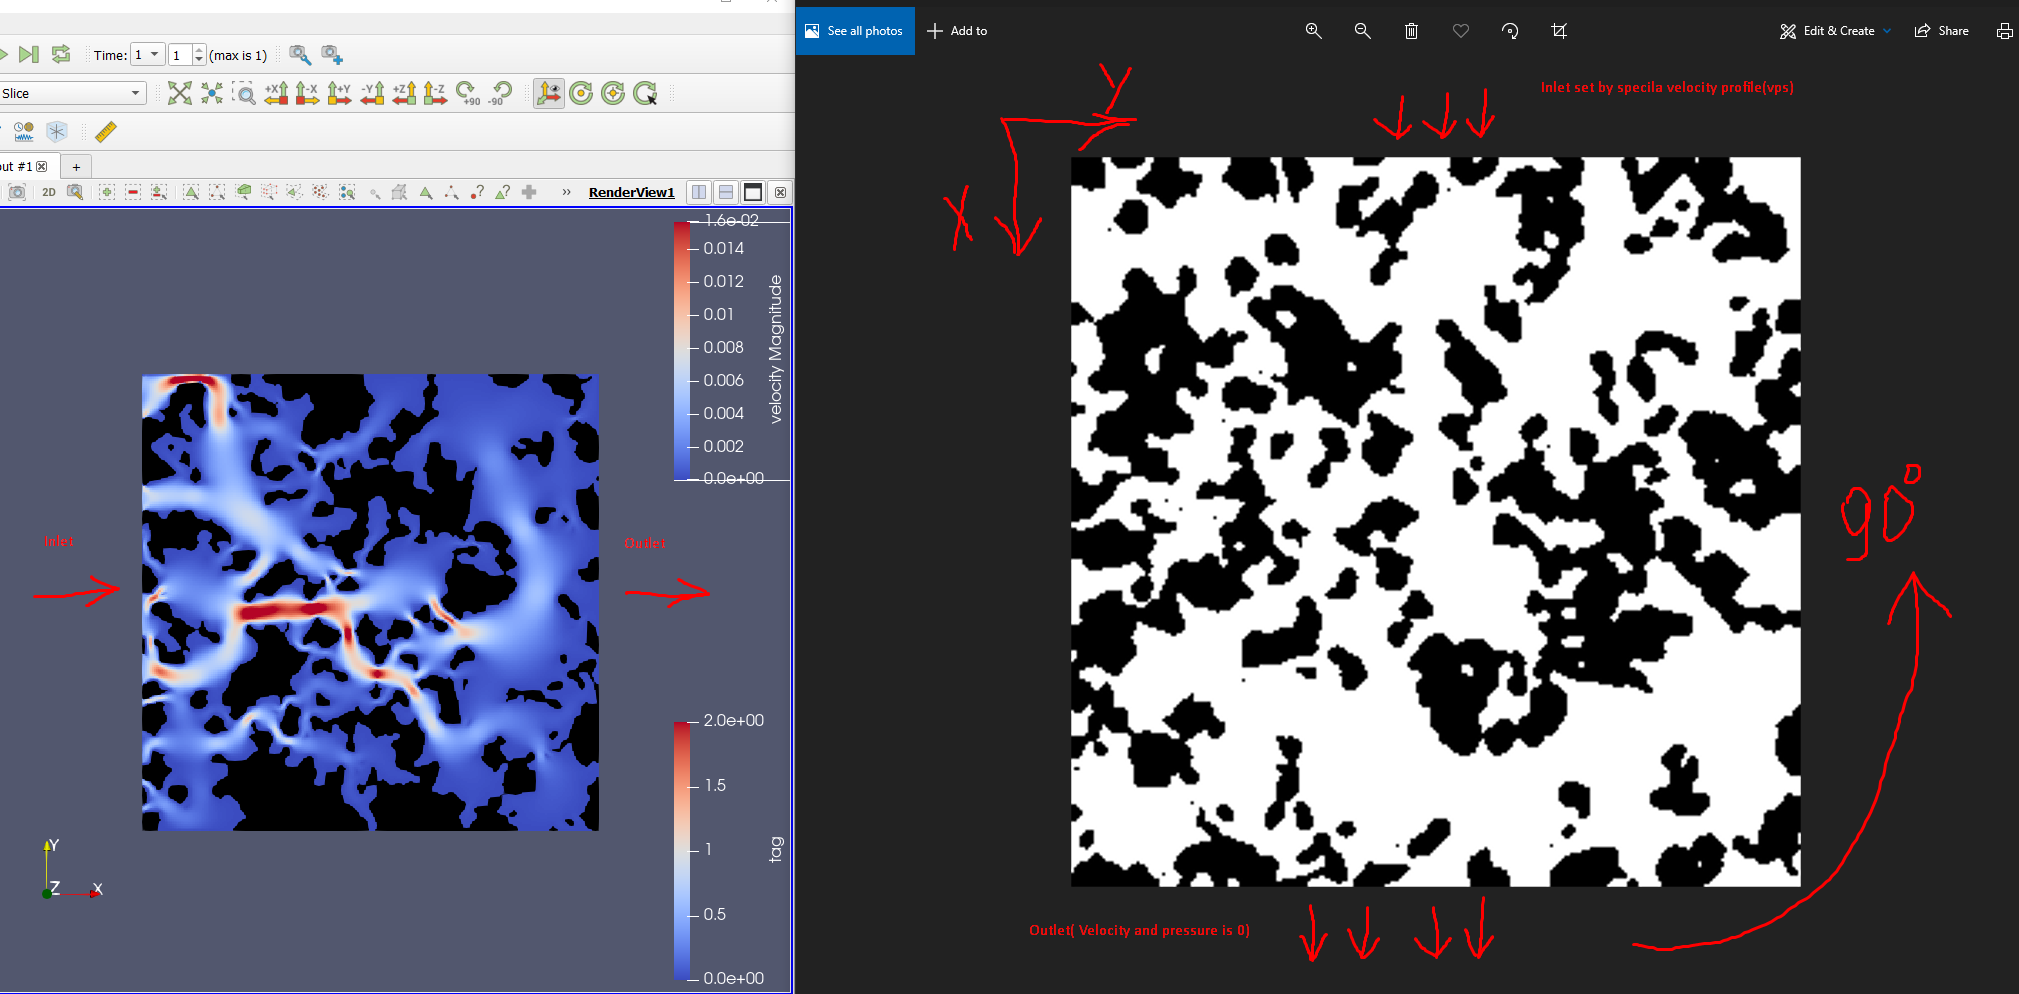 Time: 1 1 (max is 1)
Slice
+X -X +Y -Y +Z -Z +90 -90
out #1
+
2D
RenderView1
1.6e-02
0.014
0.012
0.01
0.008
0.006
0.004
0.002
0.0e+00
velocity Magnitude
Inlet
Outlet
2.0e+00
1.5
1
0.5
0.0e+00
tag
Y
Z
X
See all photos
Add to
Edit & Create
Share
Y
X
Inlet set by specila velocity profile(vps)
90°
Outlet( Velocity and pressure is 0)